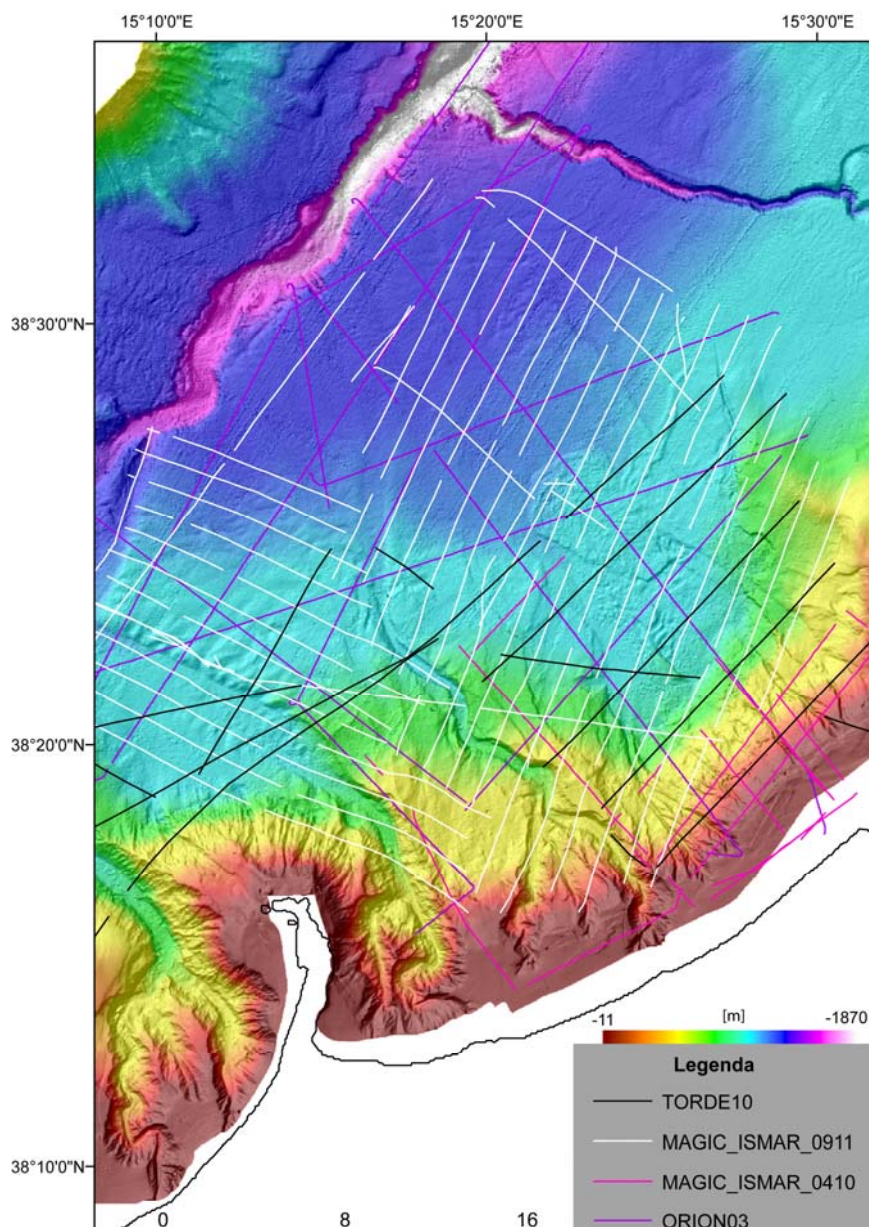 15°10'0"E 15°20'0"E 15°30'0"E
38°30'0"N
38°20'0"N
38°10'0"N
-11 [m] -1870
Legenda
TORDE10
MAGIC_ISMAR_0911
MAGIC_ISMAR_0410
ORION03
0 8 16